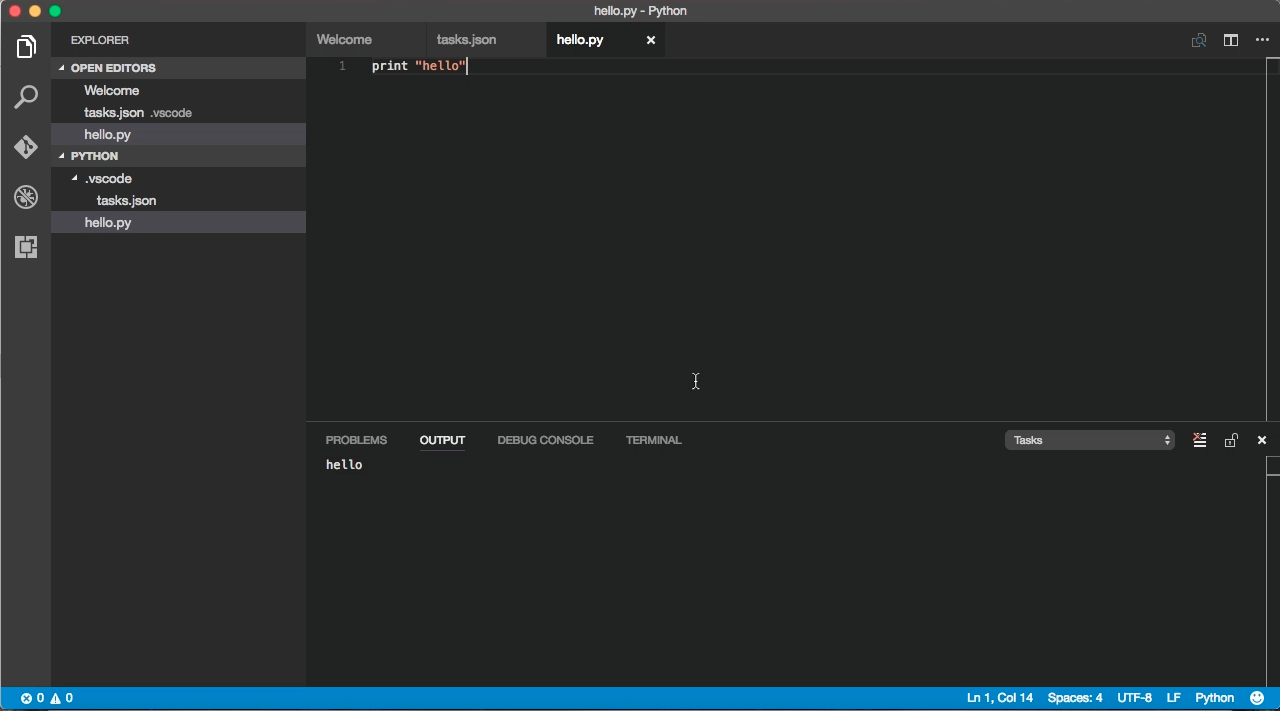 hello.py - Python
EXPLORER
OPEN EDITORS
Welcome
tasks.json .vscode
hello.py
PYTHON
.vscode
tasks.json
hello.py
Welcome tasks.json hello.py
1 print "hello"
PROBLEMS OUTPUT DEBUG CONSOLE TERMINAL Tasks
hello
0 0 Ln 1, Col 14 Spaces: 4 UTF-8 LF Python